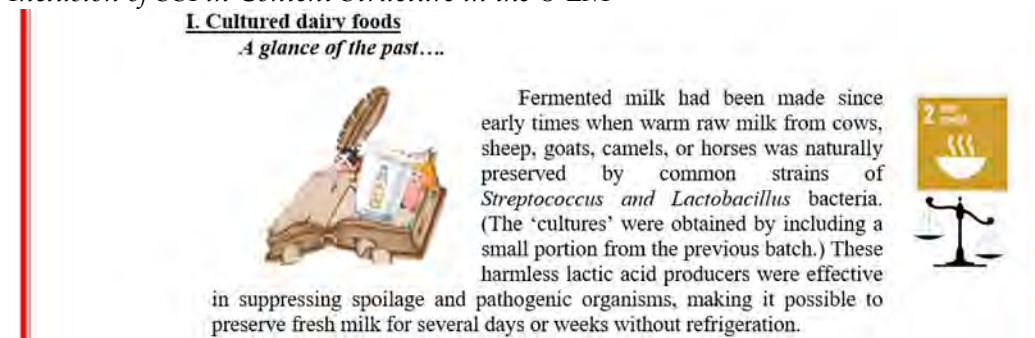 I. Cultured dairy foods
A glance of the past….
Fermented milk had been made since
early times when warm raw milk from cows,
sheep, goats, camels, or horses was naturally
preserved by common strains of
Streptococcus and Lactobacillus bacteria.
(The ‘cultures’ were obtained by including a
small portion from the previous batch.) These
harmless lactic acid producers were effective
in suppressing spoilage and pathogenic organisms, making it possible to
preserve fresh milk for several days or weeks without refrigeration.
2